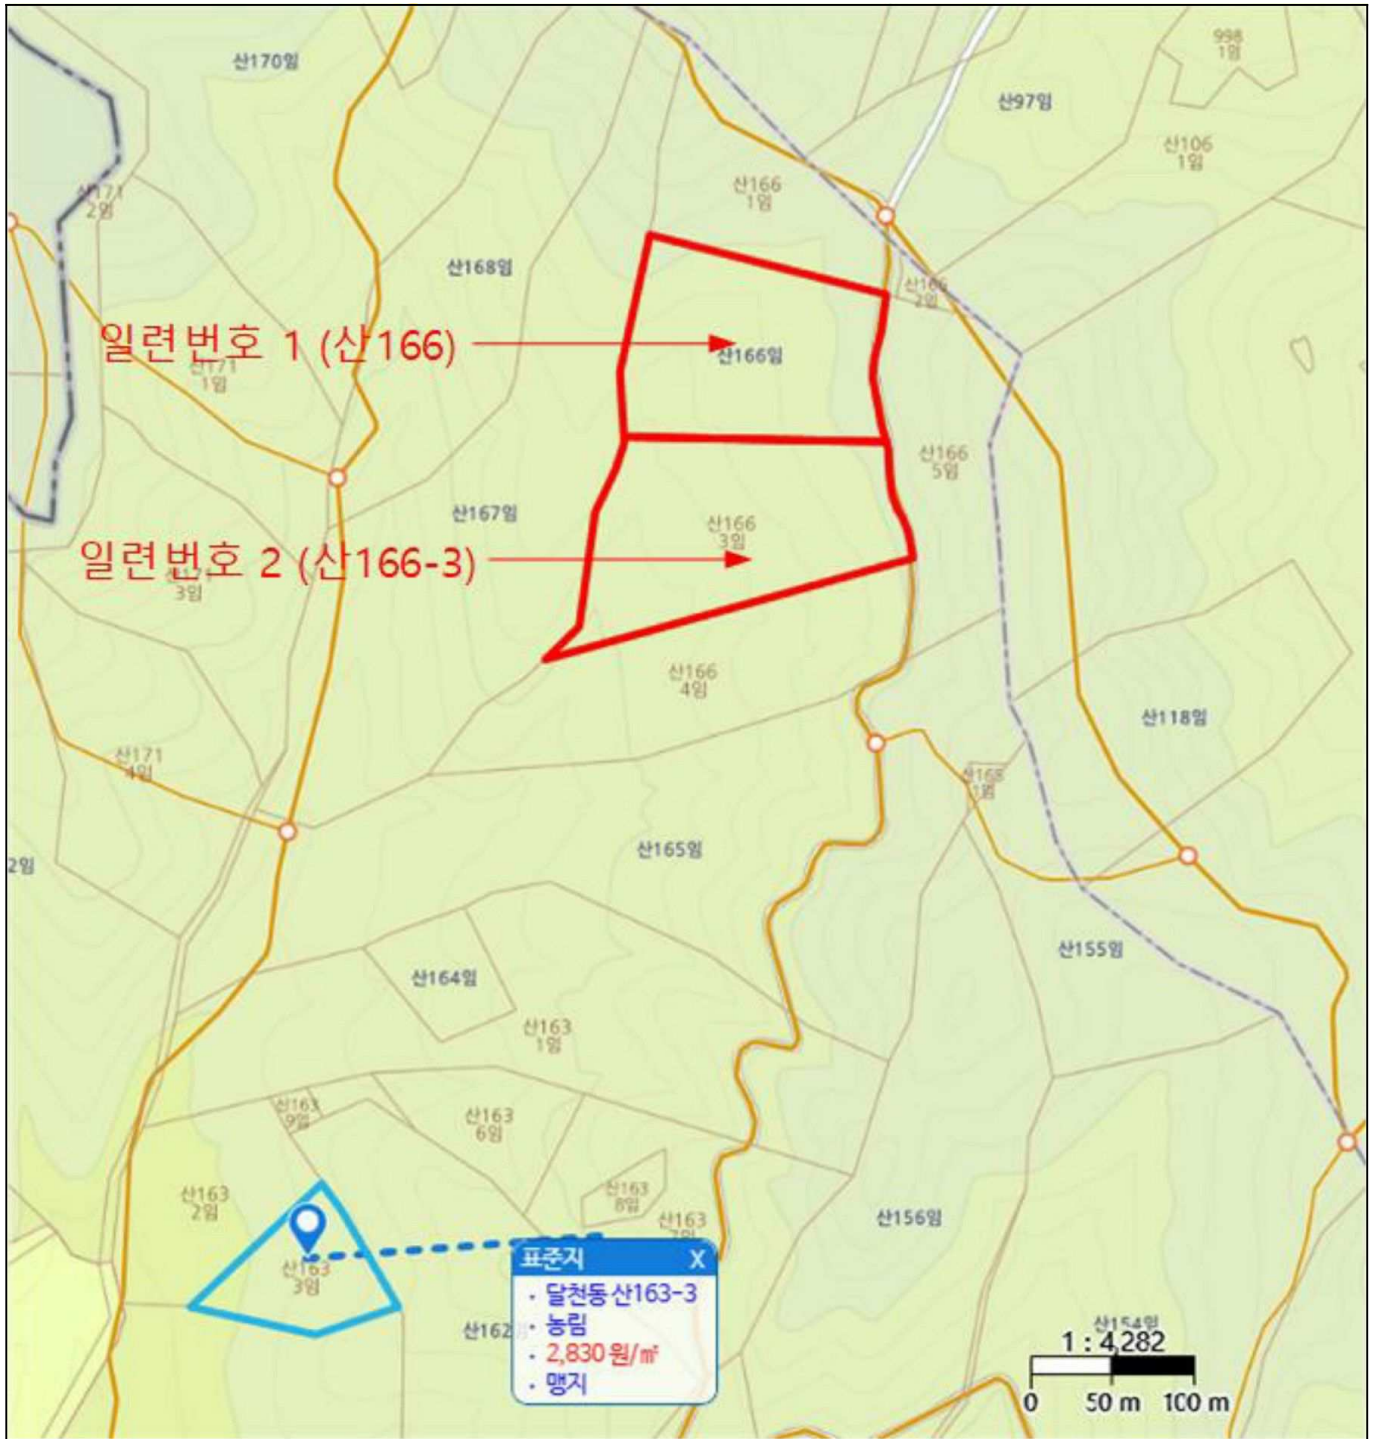 998
1임
산170임
산97임
산106
1임
산171
2임
산166
1임
산168임
산166
2임
일련번호 1 (산166)
산166임
산171
1임
산166
5임
산167임
산166
3임
일련번호 2 (산166-3)
산171
3임
산166
4임
산118임
산171
4임
산165
1임
산165임
2임
산155임
산164임
산163
1임
산163
9임
산163
6임
산163
2임
산163
8임
산163
7임
산156임
표준지 X
산163
3임
· 달천동 산163-3
· 농림
· 2,830 원/㎡
· 맹지
산162
산154임
1 : 4,282
0 50 m 100 m